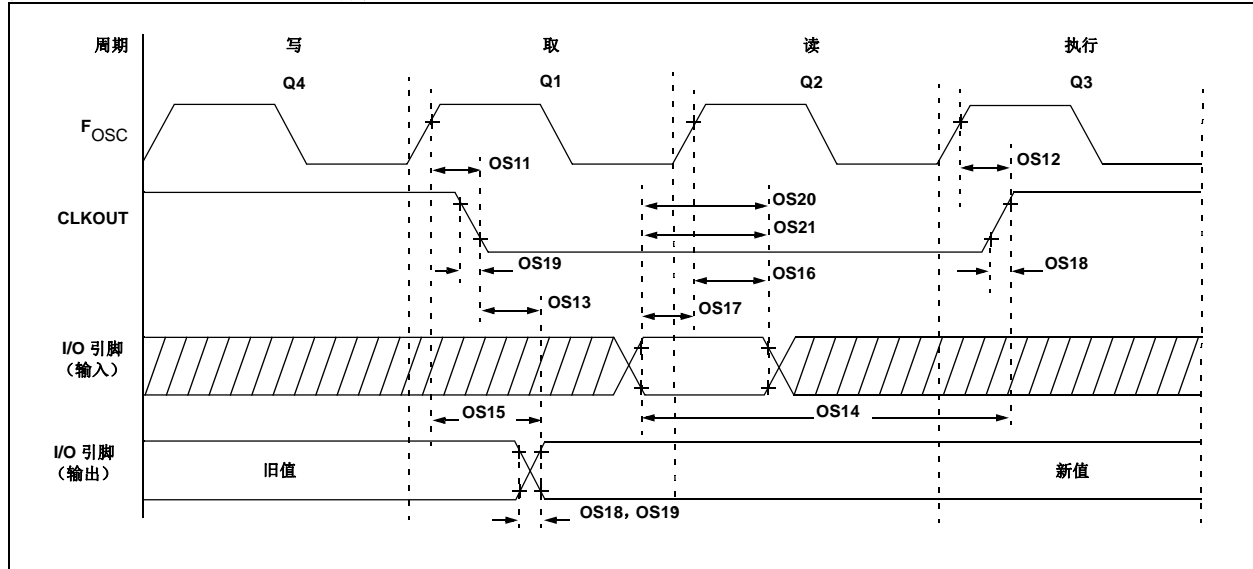 周期 写 取 读 执行
Q4 Q1 Q2 Q3
FOSC
OS11 OS12
CLKOUT
OS20
OS21
OS19 OS16 OS18
OS13 OS17
I/O 引脚
（输入）
OS15 OS14
I/O 引脚
（输出）
旧值 新值
OS18，OS19